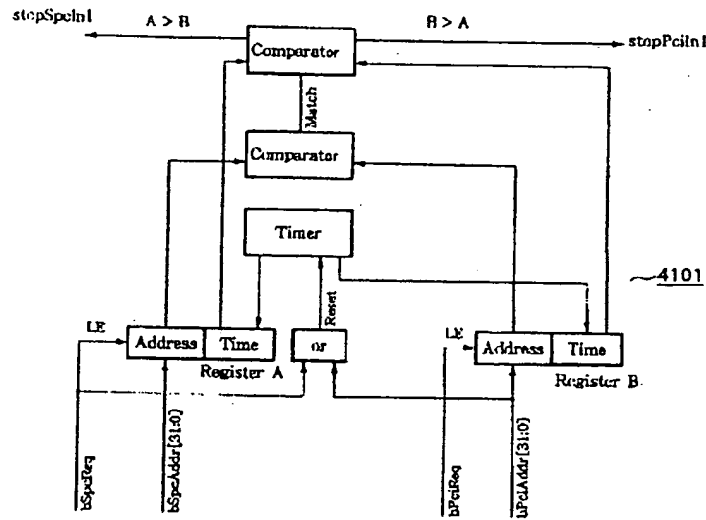 stopSpcIn1
A > B
B > A
stopPciIn1
Comparator
Match
Comparator
Timer
Reset
4101
LE
Address
Time
or
LE
Address
Time
Register A
Register B
bSpcReq
bSpcAddr[31:0]
bPciReq
bPciAddr[31:0]